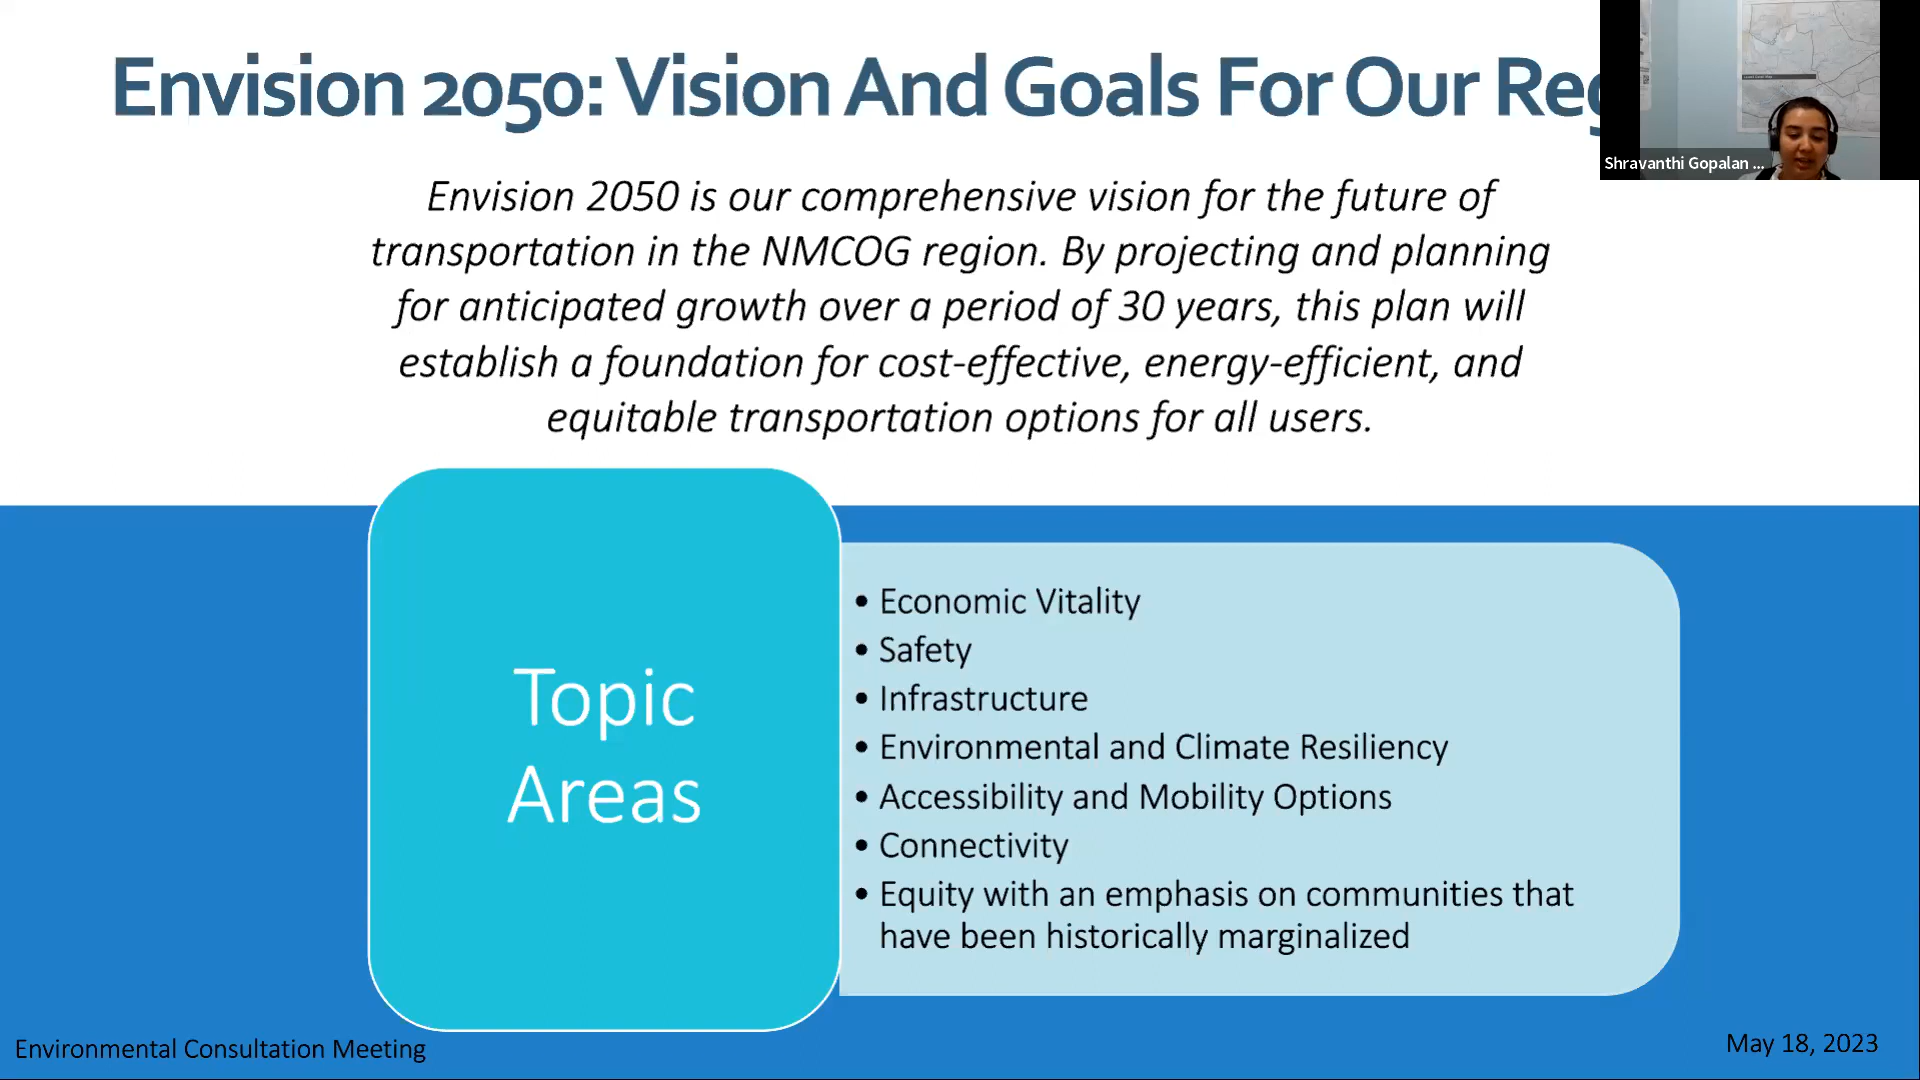 Envision 2050: Vision And Goals For Our Reg
Shravanthi Gopalan ...
Envision 2050 is our comprehensive vision for the future of
transportation in the NMCOG region. By projecting and planning
for anticipated growth over a period of 30 years, this plan will
establish a foundation for cost-effective, energy-efficient, and
equitable transportation options for all users.
Topic
Areas
• Economic Vitality
• Safety
• Infrastructure
• Environmental and Climate Resiliency
• Accessibility and Mobility Options
• Connectivity
• Equity with an emphasis on communities that
have been historically marginalized
Environmental Consultation Meeting
May 18, 2023